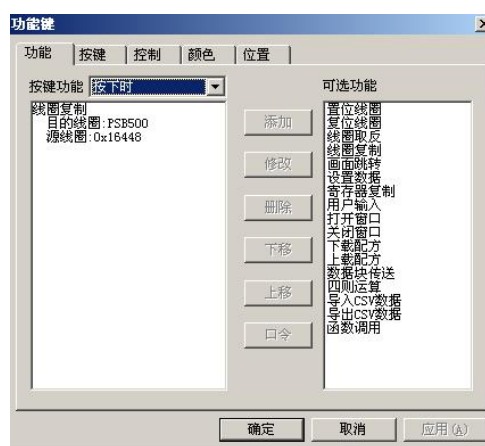 功能键
功能 按键 控制 颜色 位置
按键功能 按下时
线圈复制
目的线圈:PSB500
源线圈:0x16448
添加
修改
删除
下移
上移
口令
可选功能
置位线圈
复位线圈
线圈取反
线圈复制
画面跳转
设置数据
寄存器复制
用户输入
打开窗口
关闭窗口
下载配方
上载配方
数据块传送
四则运算
导入CSV数据
导出CSV数据
函数调用
确定 取消 应用(A)